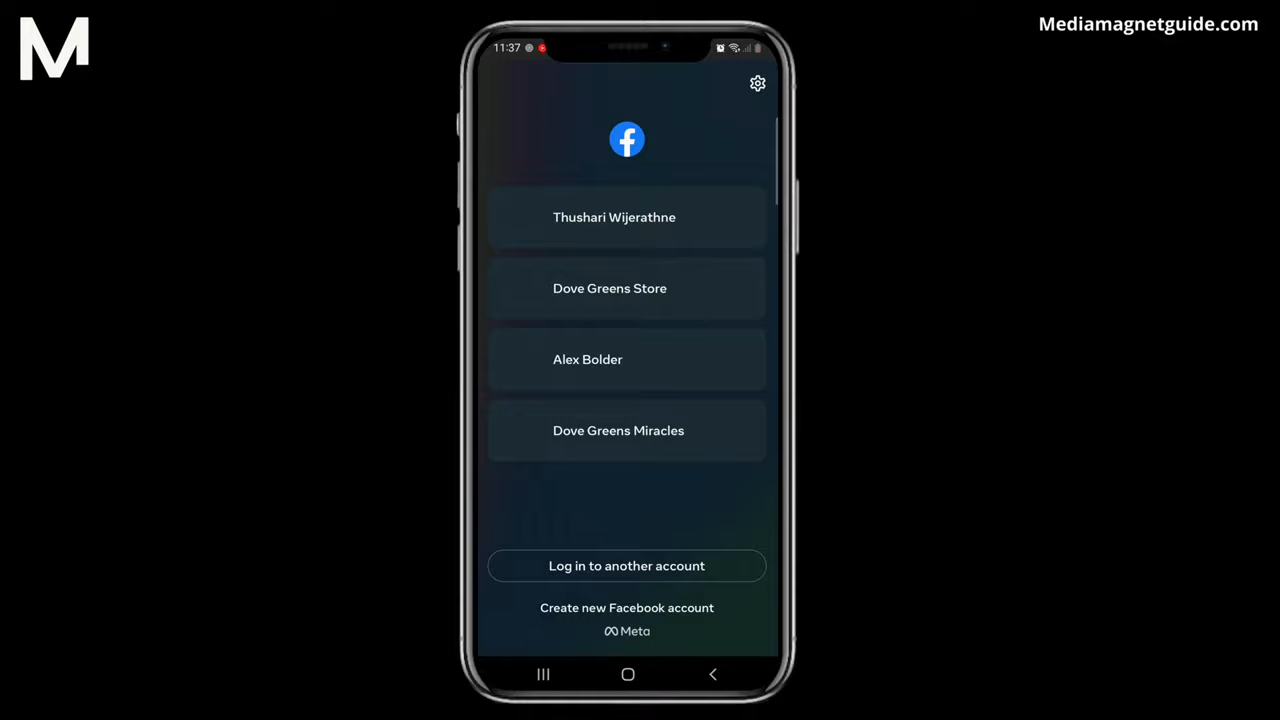 M
Mediamagnetguide.com
11:37
Thushari Wijerathne
Dove Greens Store
Alex Bolder
Dove Greens Miracles
Log in to another account
Create new Facebook account
Meta